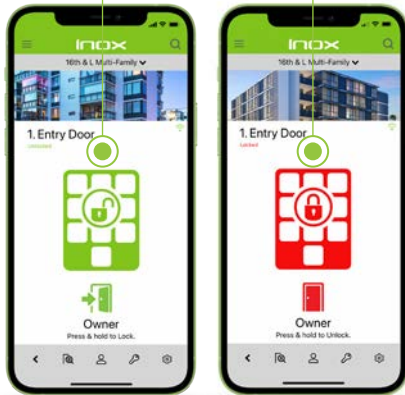 INOX
16th & L Multi-Family
1. Entry Door
Unlocked
Owner
Press & hold to Lock.
INOX
16th & L Multi-Family
1. Entry Door
Locked
Owner
Press & hold to Unlock.